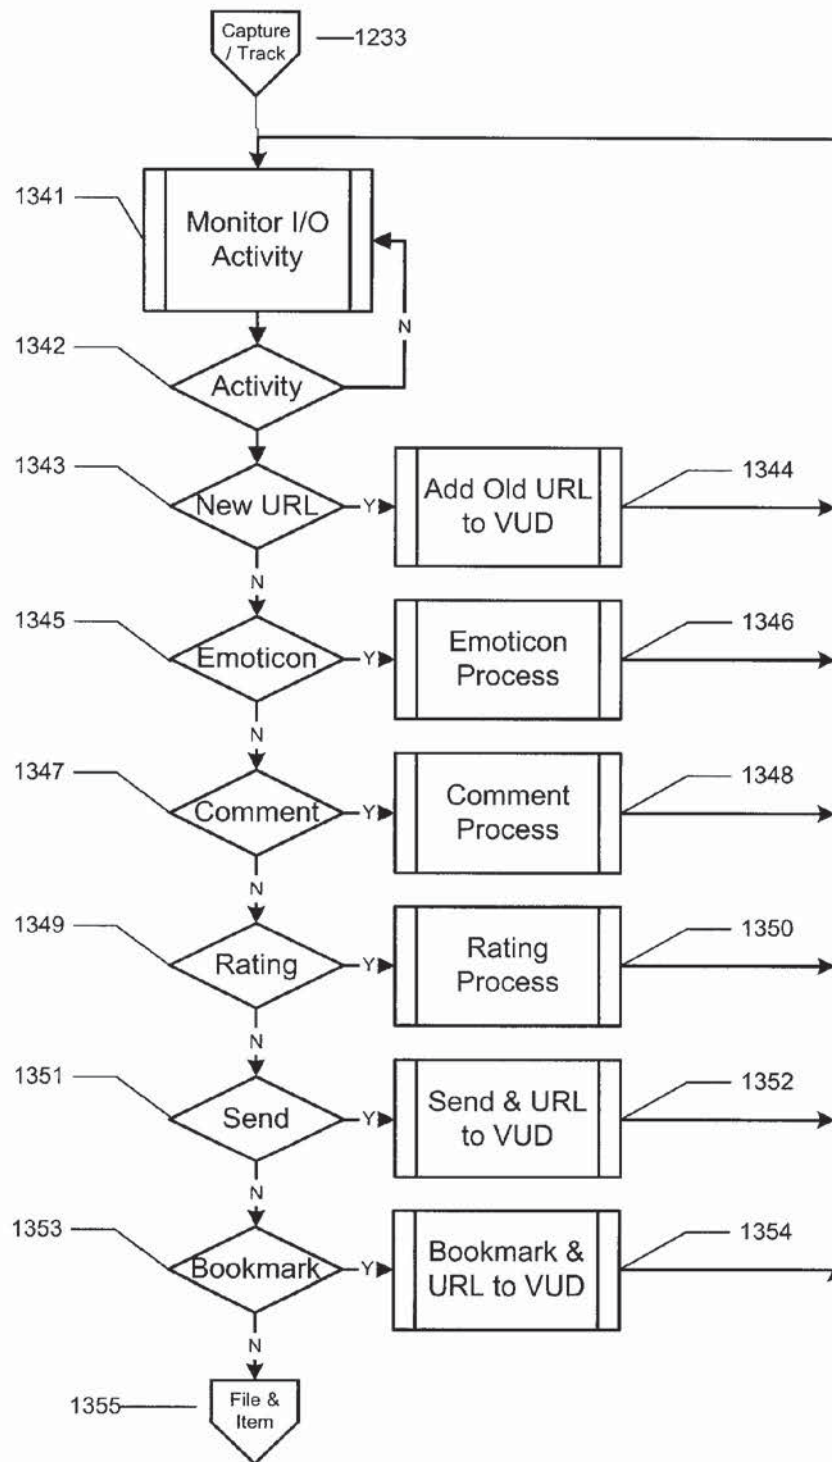 Capture
/ Track
1233
1341
Monitor I/O
Activity
N
1342
Activity
1343
New URL
Y
Add Old URL
to VUD
1344
N
1345
Emoticon
Y
Emoticon
Process
1346
N
1347
Comment
Y
Comment
Process
1348
N
1349
Rating
Y
Rating
Process
1350
N
1351
Send
Y
Send & URL
to VUD
1352
N
1353
Bookmark
Y
Bookmark &
URL to VUD
1354
N
1355
File &
Item